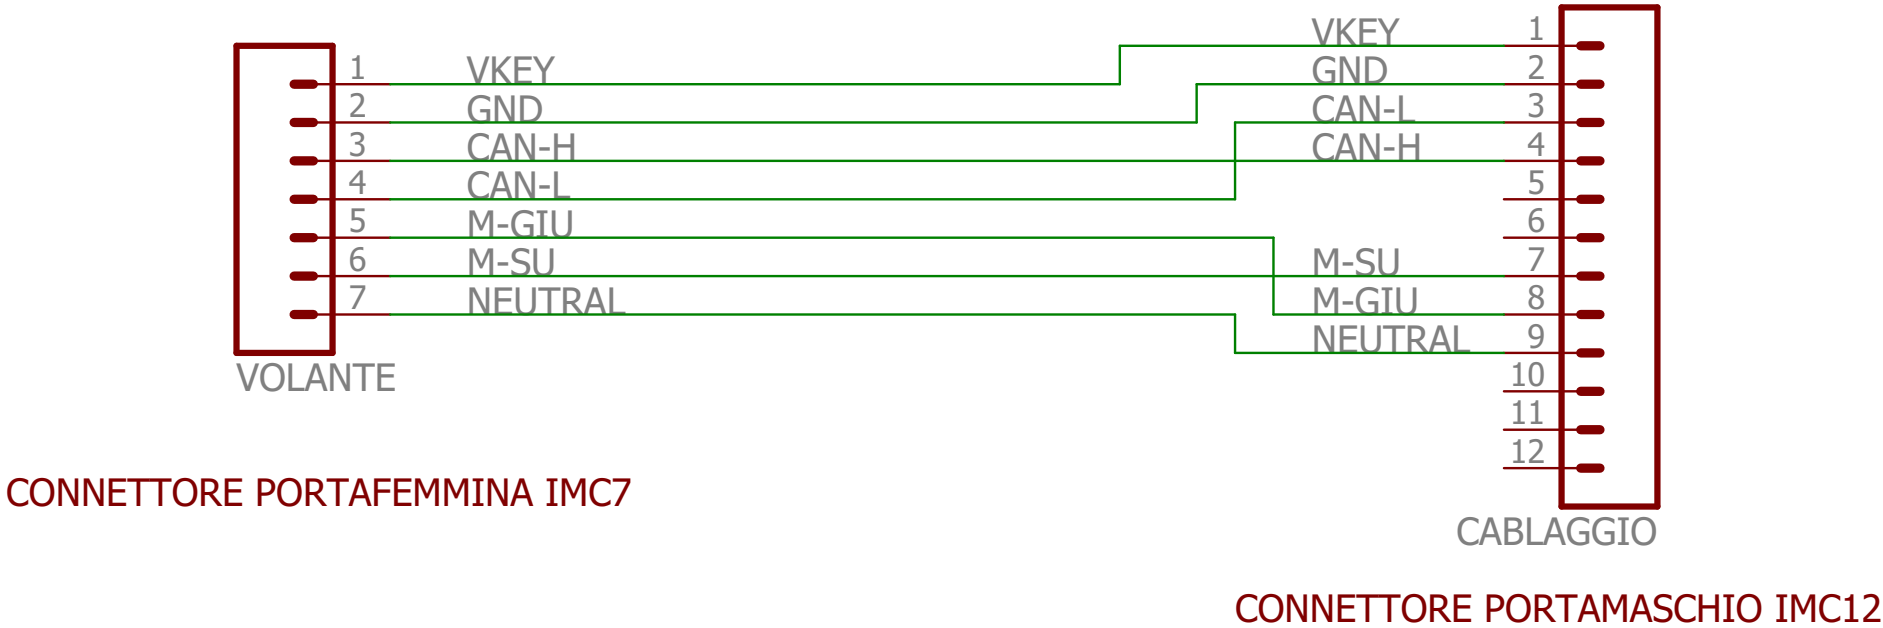 1 VKEY
2 GND
3 CAN-H
4 CAN-L
5 M-GIU
6 M-SU
7 NEUTRAL
VOLANTE
CONNETTORE PORTAFEMMINA IMC7
VKEY 1
GND 2
CAN-L 3
CAN-H 4
5
6
M-SU 7
M-GIU 8
NEUTRAL 9
10
11
12
CABLAGGIO
CONNETTORE PORTAMASCHIO IMC12